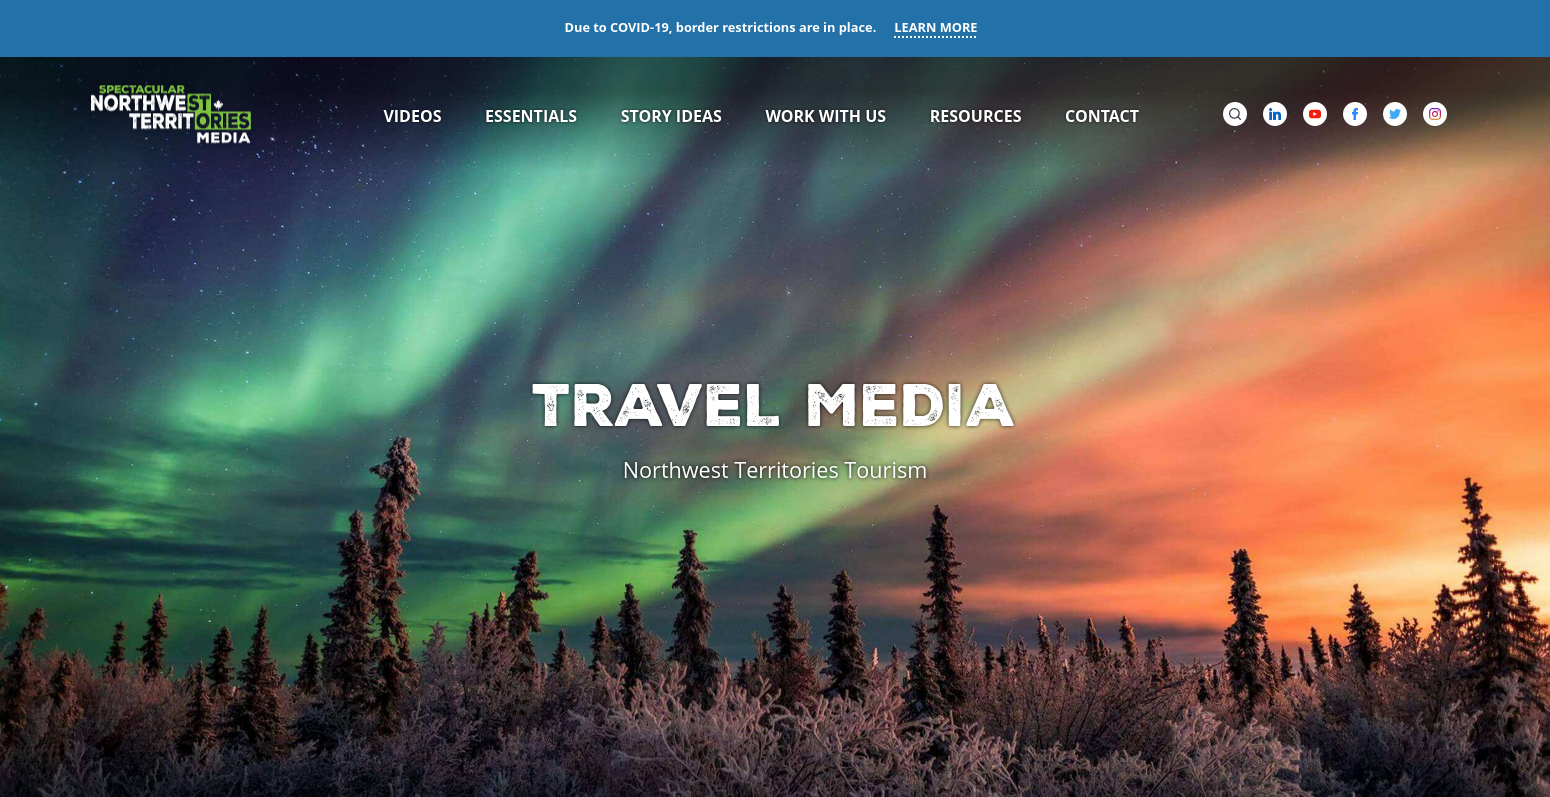 Due to COVID-19, border restrictions are in place. LEARN MORE
SPECTACULAR
NORTHWEST
TERRITORIES
MEDIA
VIDEOS ESSENTIALS STORY IDEAS WORK WITH US RESOURCES CONTACT
TRAVEL MEDIA
Northwest Territories Tourism